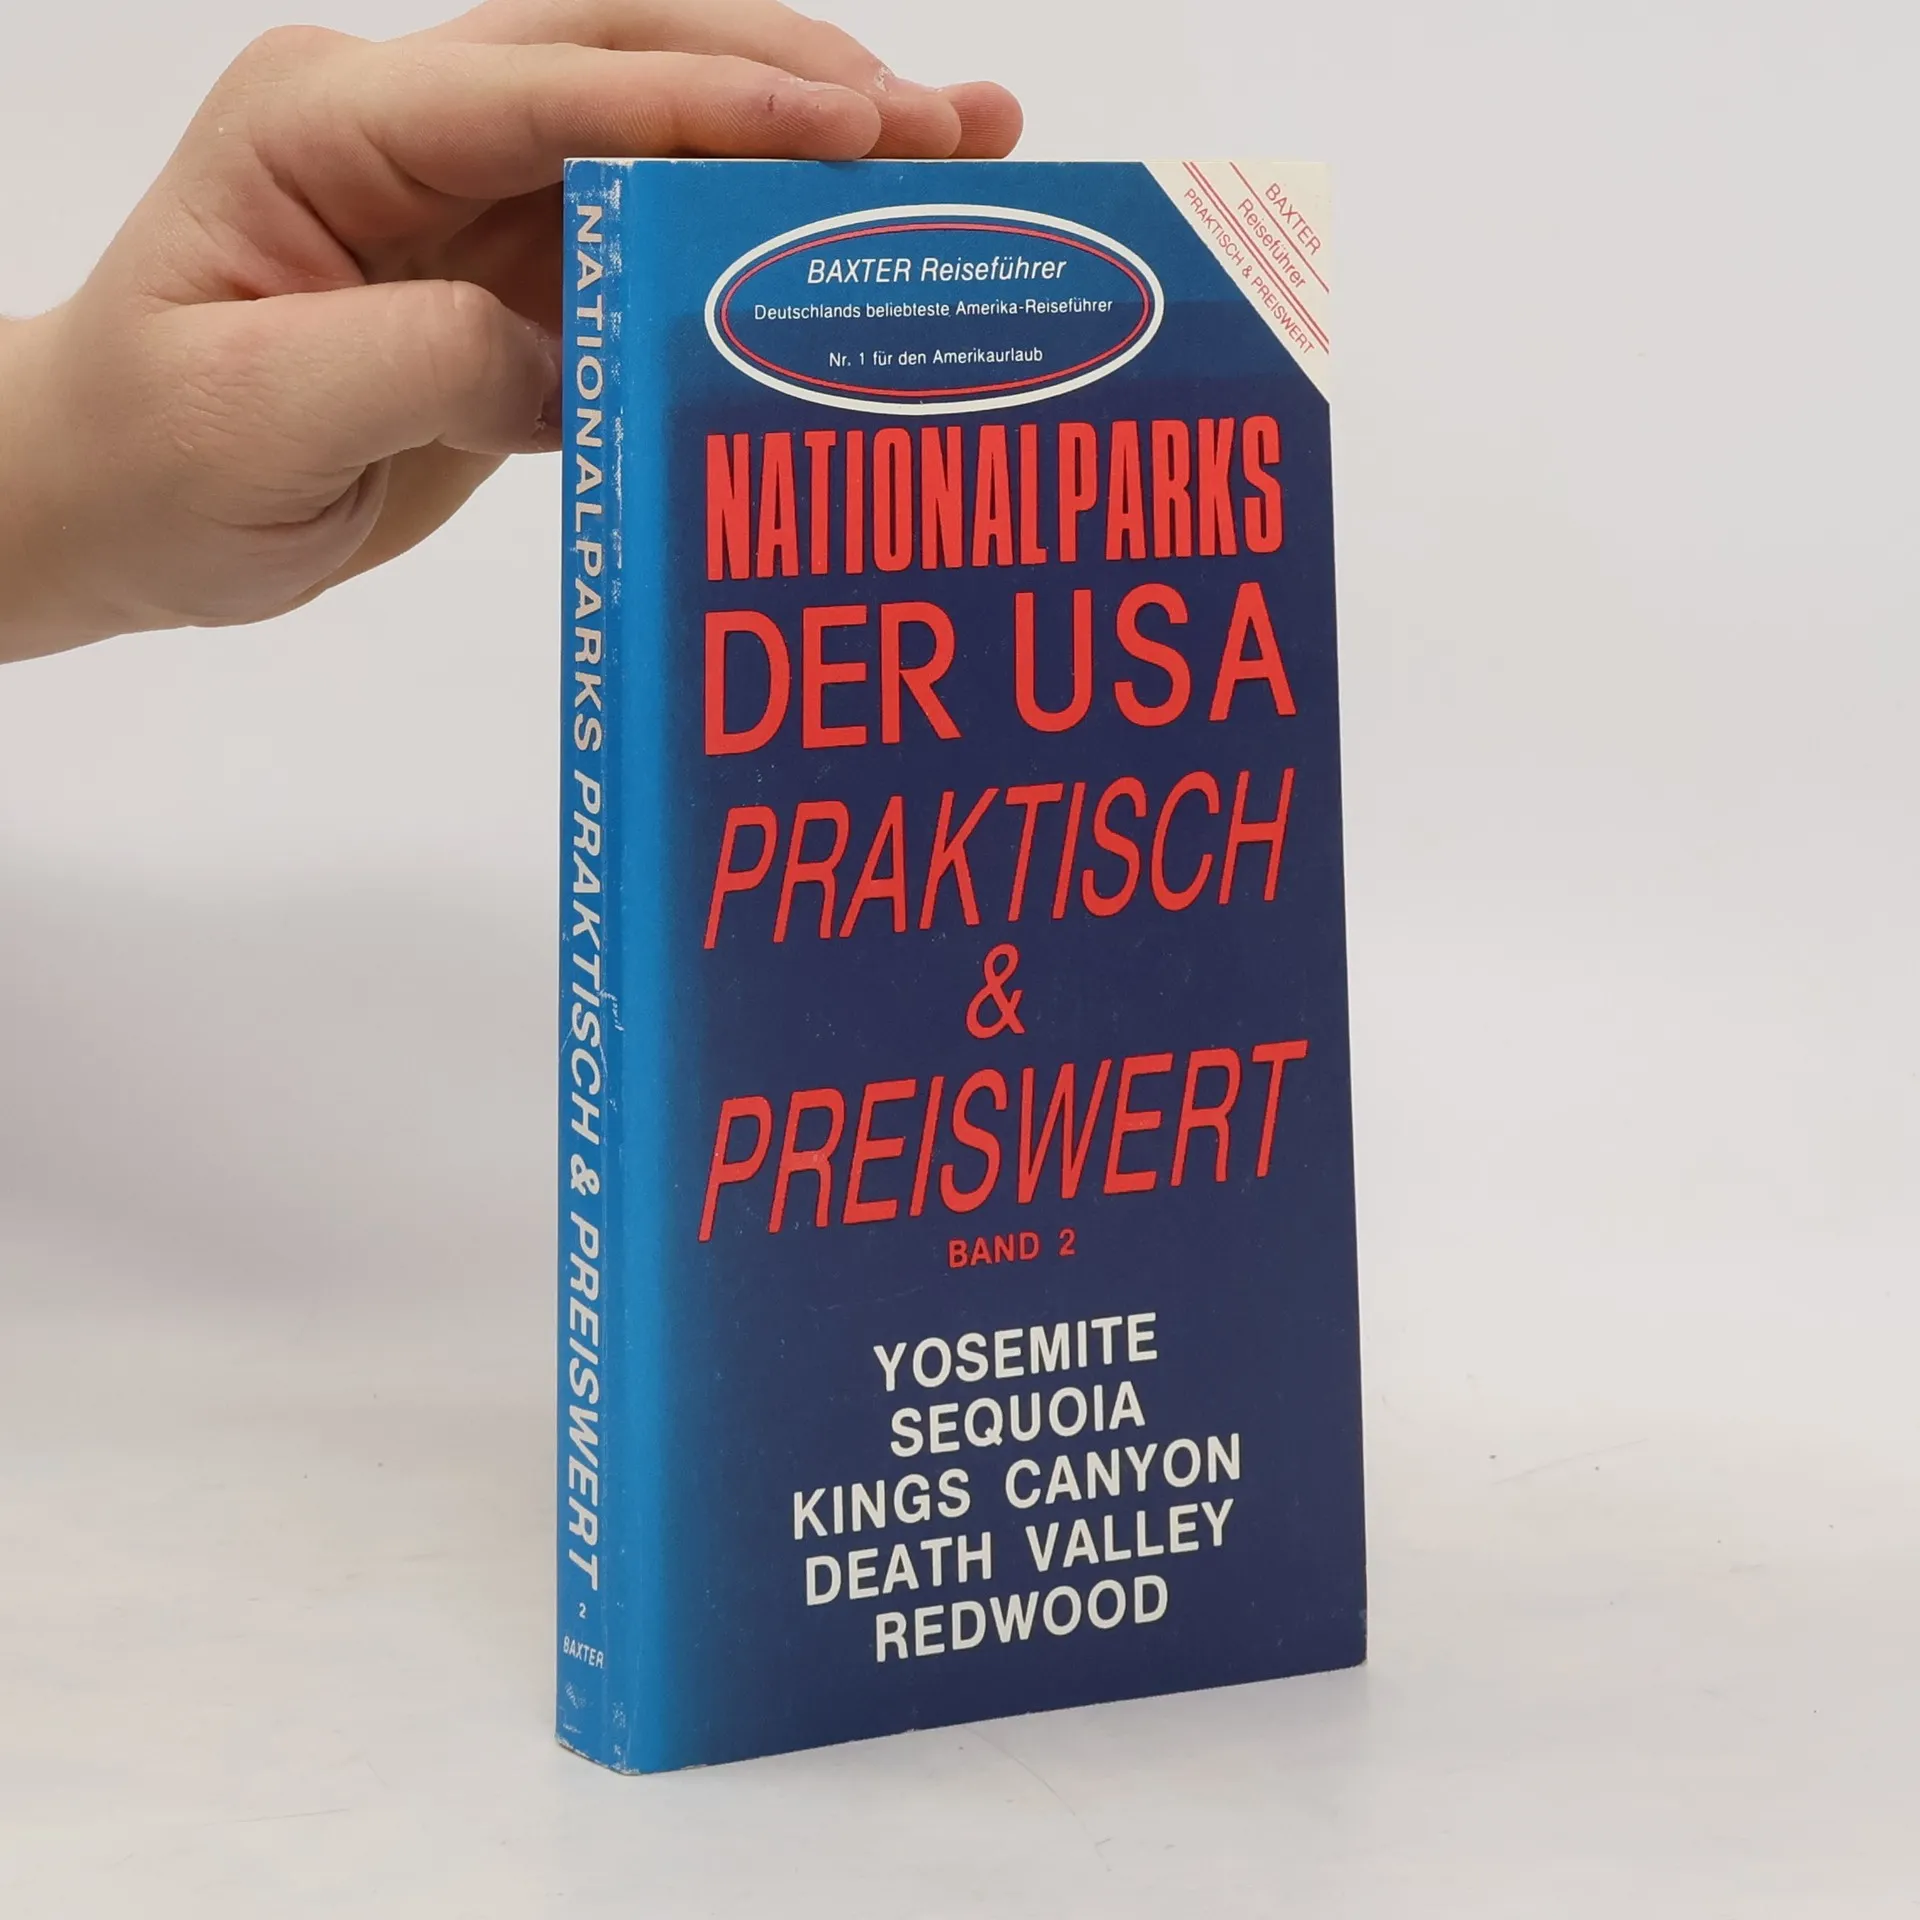 NATIONALPARKS PRAKTISCH & PREISWERT
2
BAXTER
BAXTER Reiseführer
Deutschlands beliebteste Amerika-Reiseführer
Nr. 1 für den Amerikaurlaub
BAXTER
Reiseführer
PRAKTISCH & PREISWERT
NATIONALPARKS
DER USA
PRAKTISCH
&
PREISWERT
BAND 2
YOSEMITE
SEQUOIA
KINGS CANYON
DEATH VALLEY
REDWOOD